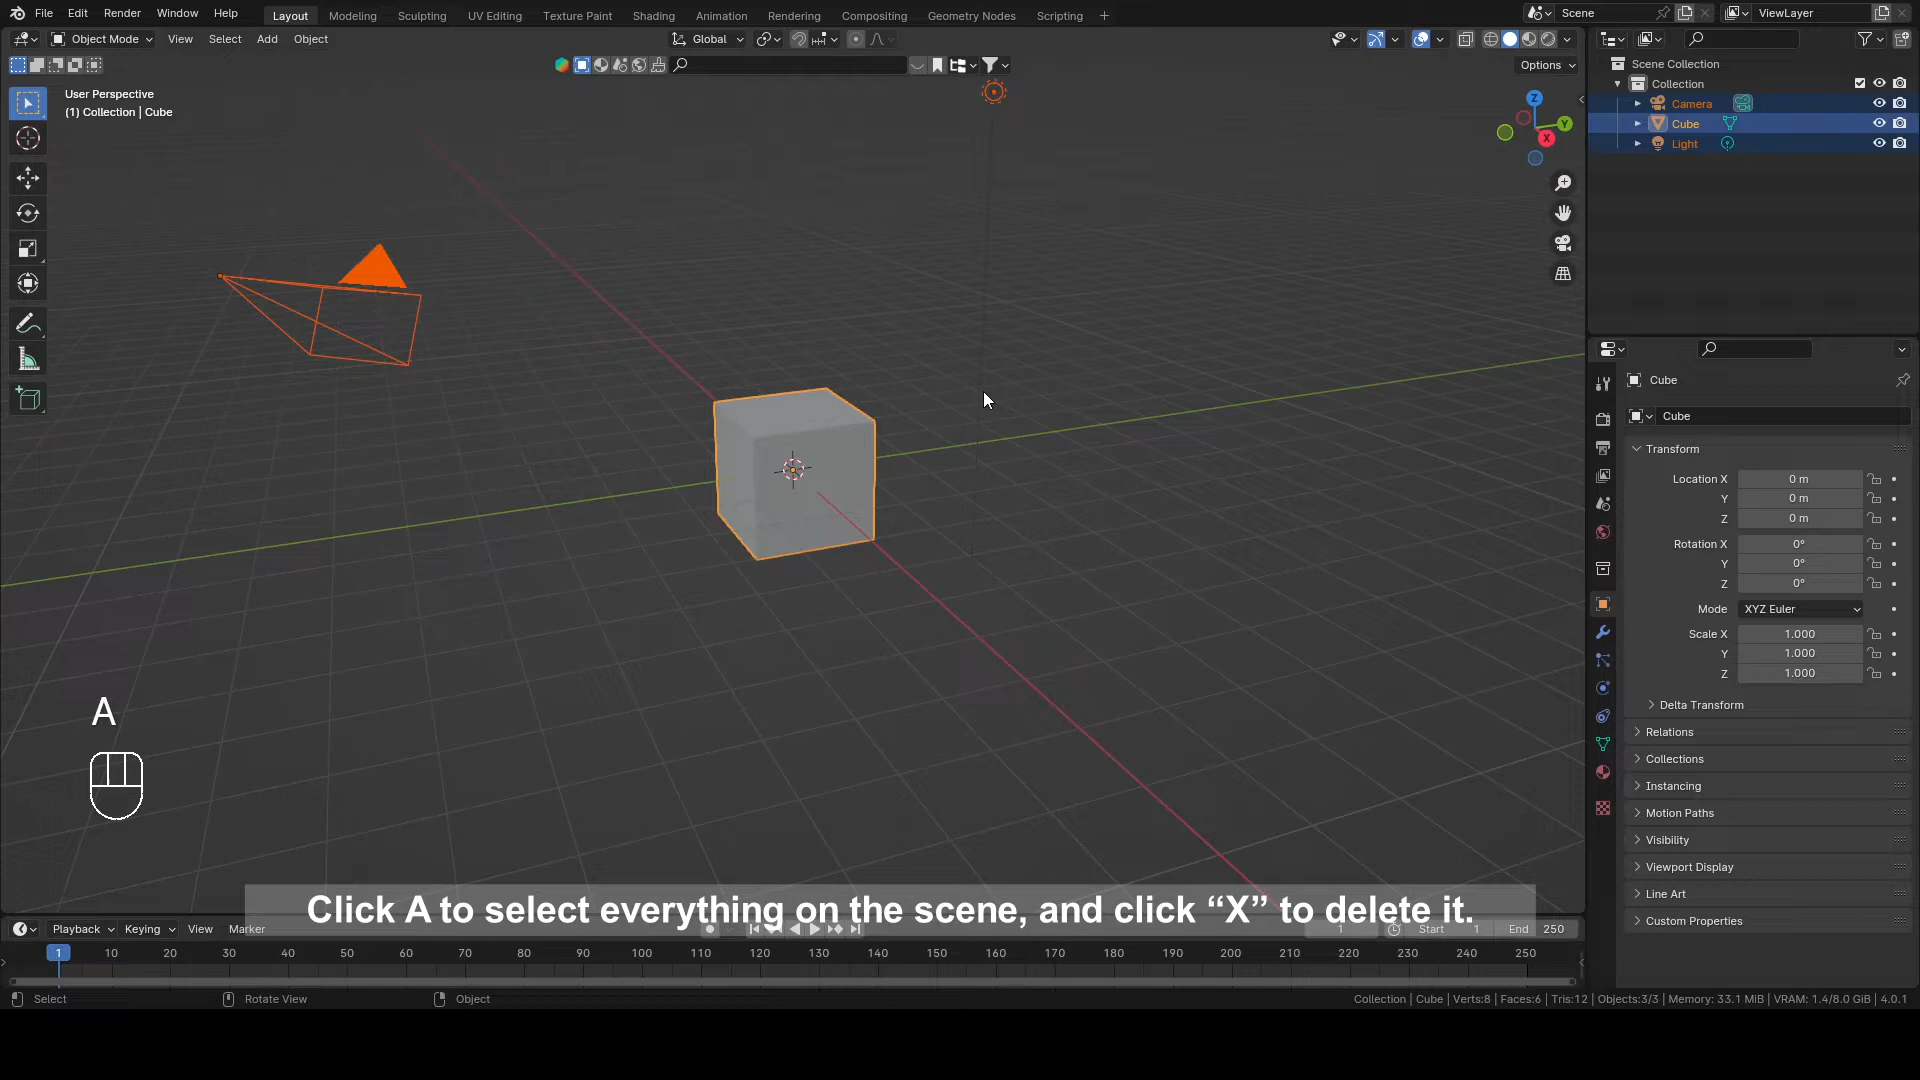 File Edit Render Window Help Layout Modeling Sculpting UV Editing Texture Paint Shading Animation Rendering Compositing Geometry Nodes Scripting + Scene ViewLayer
Object Mode View Select Add Object Global
Options
User Perspective
(1) Collection | Cube
Z
Y
X
Scene Collection
Collection
Camera
Cube
Light
Cube
Cube
Transform
Location X 0 m
Y 0 m
Z 0 m
Rotation X 0°
Y 0°
Z 0°
Mode XYZ Euler
Scale X 1.000
Y 1.000
Z 1.000
Delta Transform
Relations
Collections
Instancing
Motion Paths
Visibility
Viewport Display
Line Art
Custom Properties
A
Click A to select everything on the scene, and click “X” to delete it.
Playback Keying View Marker 1 Start 1 End 250
1 10 20 30 40 50 60 70 80 90 100 110 120 130 140 150 160 170 180 190 200 210 220 230 240 250
Select Rotate View Object Collection | Cube | Verts:8 | Faces:6 | Tris:12 | Objects:3/3 | Memory: 33.1 MiB | VRAM: 1.4/8.0 GiB | 4.0.1